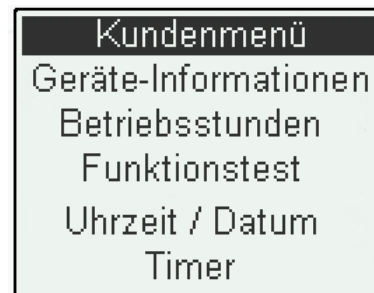 Kundenmenü
Geräte-Informationen
Betriebsstunden
Funktionstest
Uhrzeit / Datum
Timer